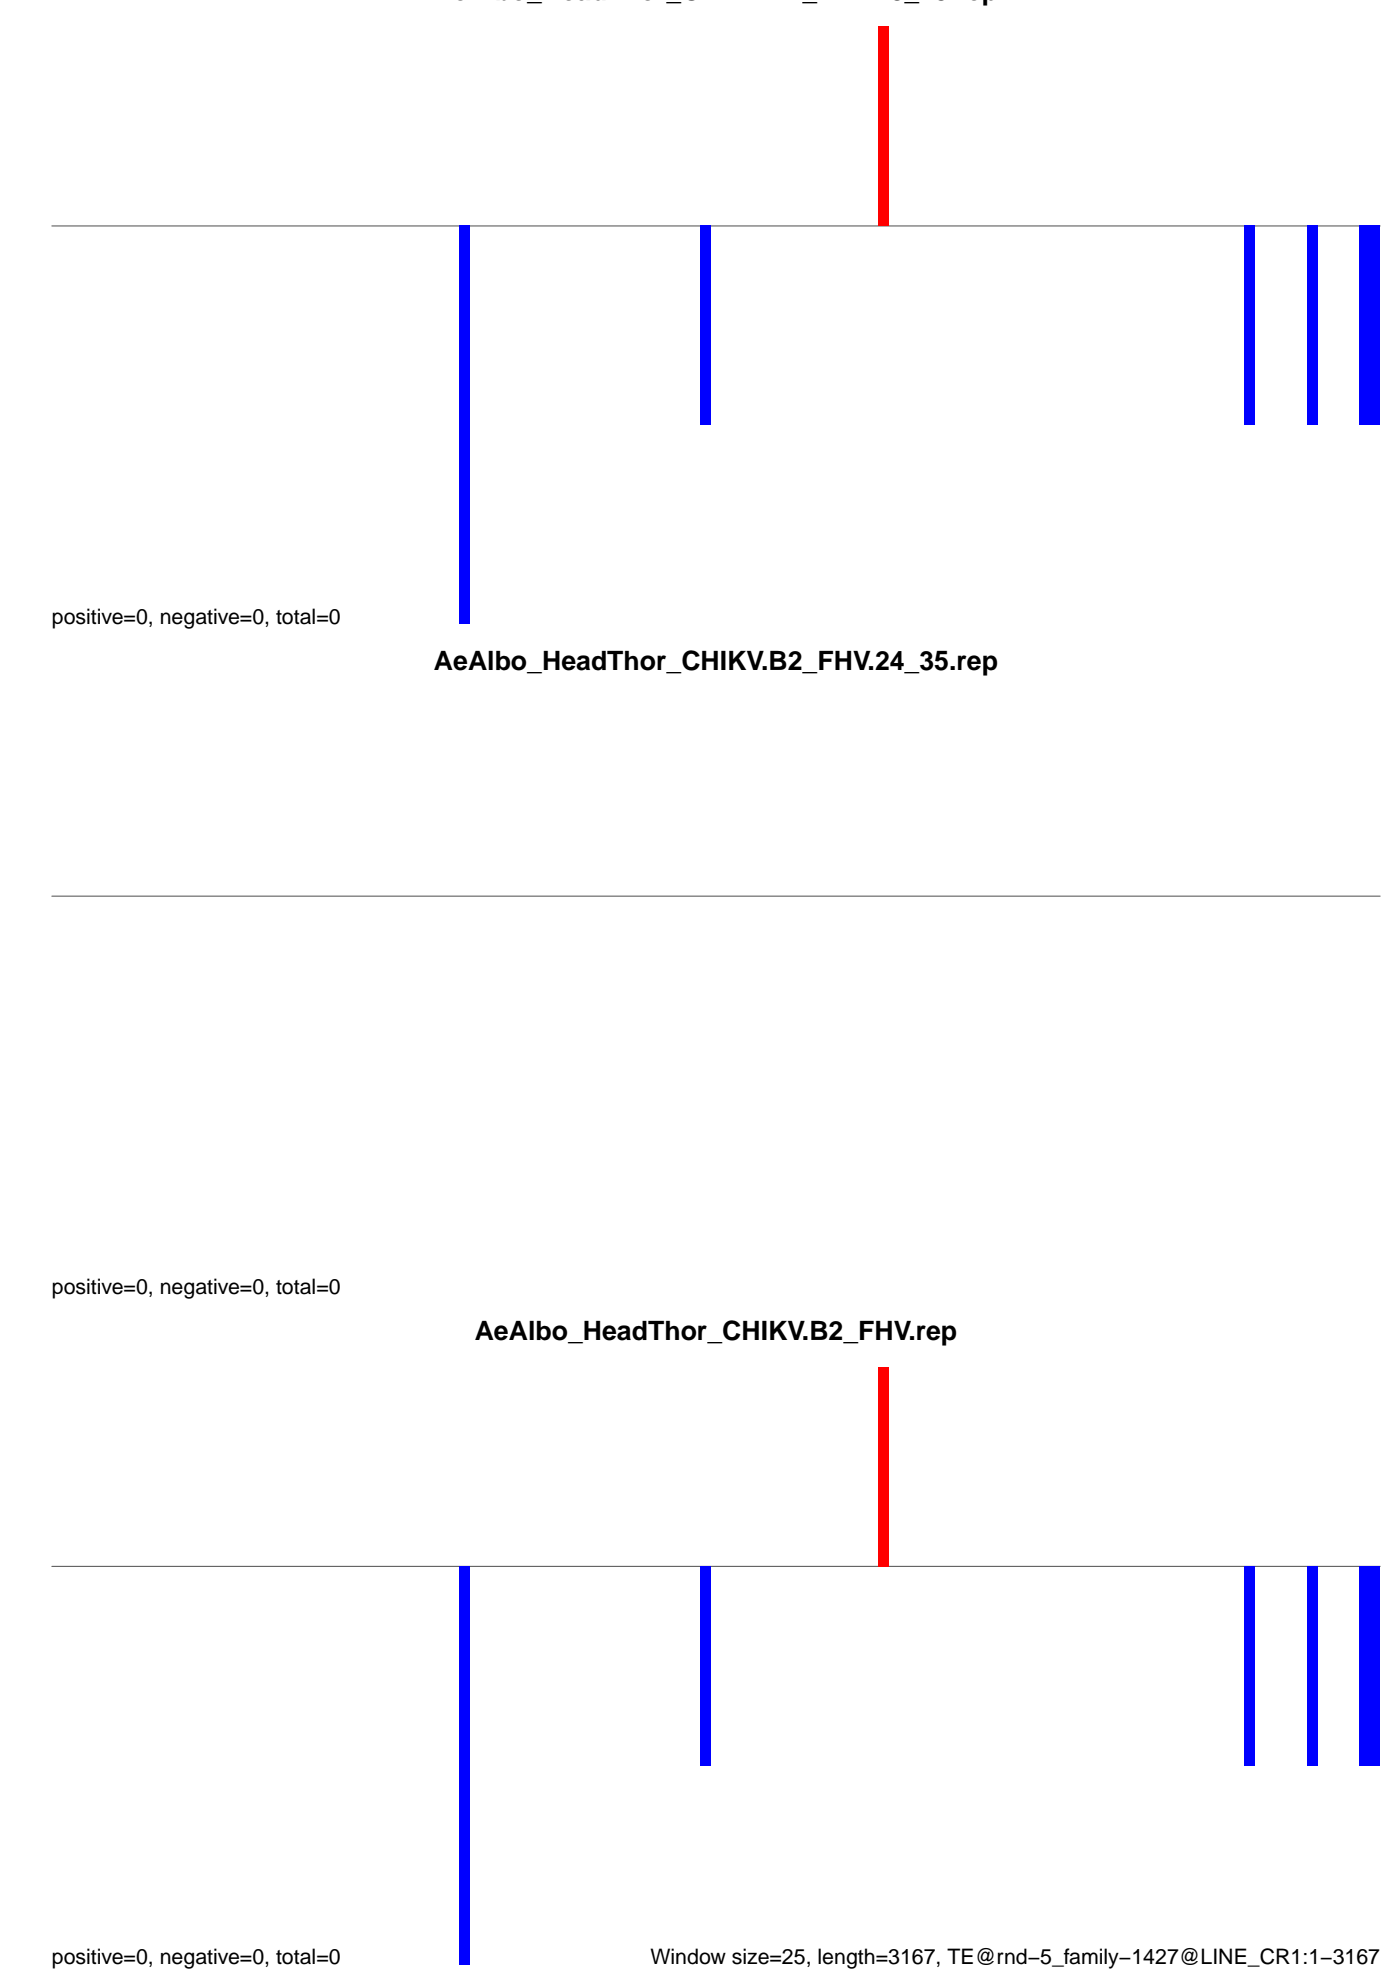 positive=0, negative=0, total=0
AeAlbo_HeadThor_CHIKV.B2_FHV.24_35.rep
positive=0, negative=0, total=0
AeAlbo_HeadThor_CHIKV.B2_FHV.rep
positive=0, negative=0, total=0
Window size=25, length=3167, TE@rnd−5_family−1427@LINE_CR1:1−3167